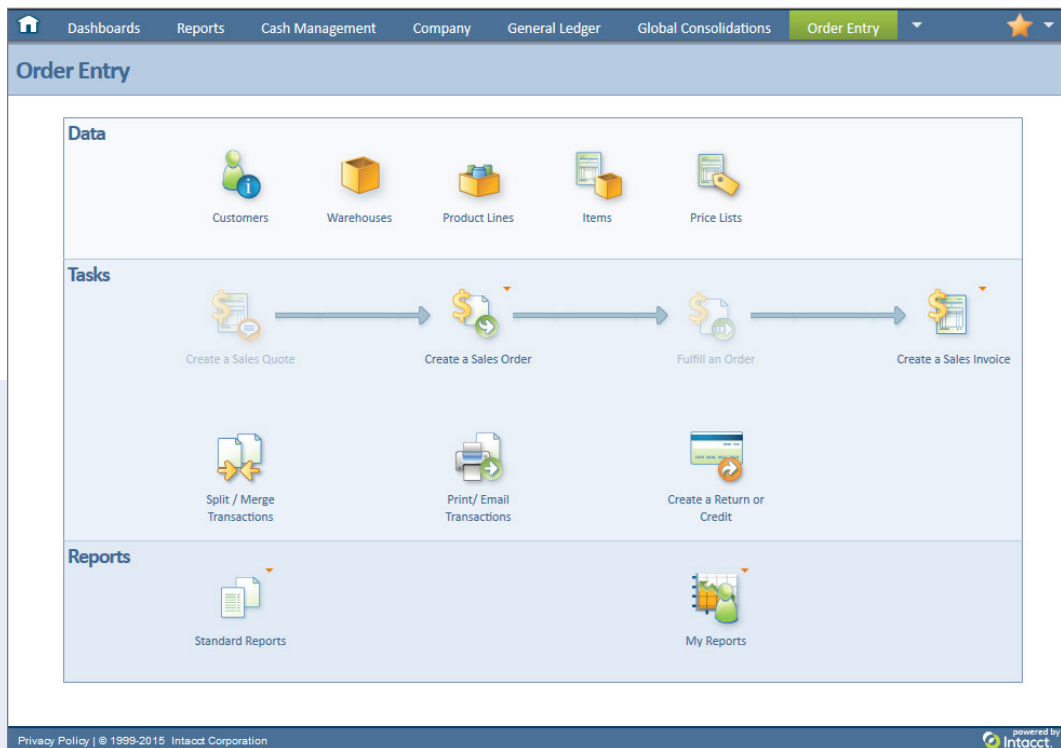 Dashboards Reports Cash Management Company General Ledger Global Consolidations Order Entry
Order Entry
Data
Customers Warehouses Product Lines Items Price Lists
Tasks
Create a Sales Quote Create a Sales Order Fulfill an Order Create a Sales Invoice
Split / Merge
Transactions
Print/ Email
Transactions
Create a Return or
Credit
Reports
Standard Reports My Reports
Privacy Policy | © 1999-2015 Intacct Corporation
powered by
Intacct